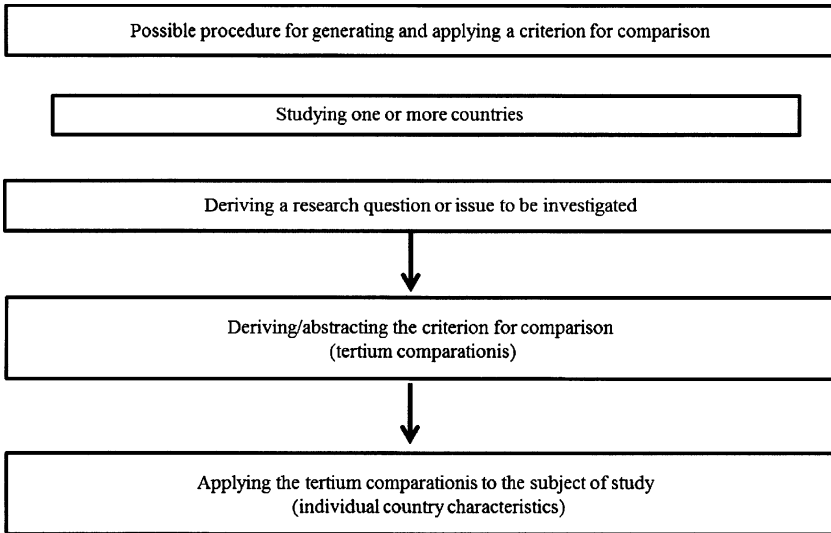 Possible procedure for generating and applying a criterion for comparison
Studying one or more countries
Deriving a research question or issue to be investigated
Deriving/abstracting the criterion for comparison
(tertium comparationis)
Applying the tertium comparationis to the subject of study
(individual country characteristics)